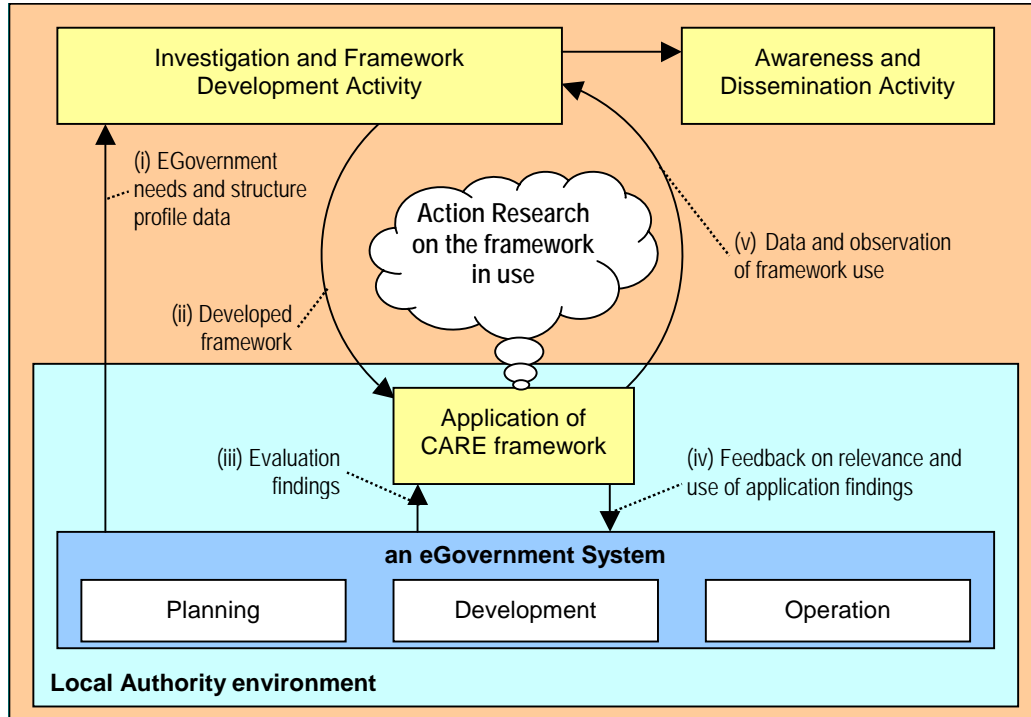 Investigation and Framework
Development Activity
Awareness and
Dissemination Activity
(i) EGovernment
needs and structure
profile data
Action Research
on the framework
in use
(v)  Data and observation
of framework use
(ii) Developed
framework
Application of
CARE framework
(iii) Evaluation
findings
(iv) Feedback on relevance and
use of application findings
an eGovernment System
Planning
Development
Operation
Local Authority environment